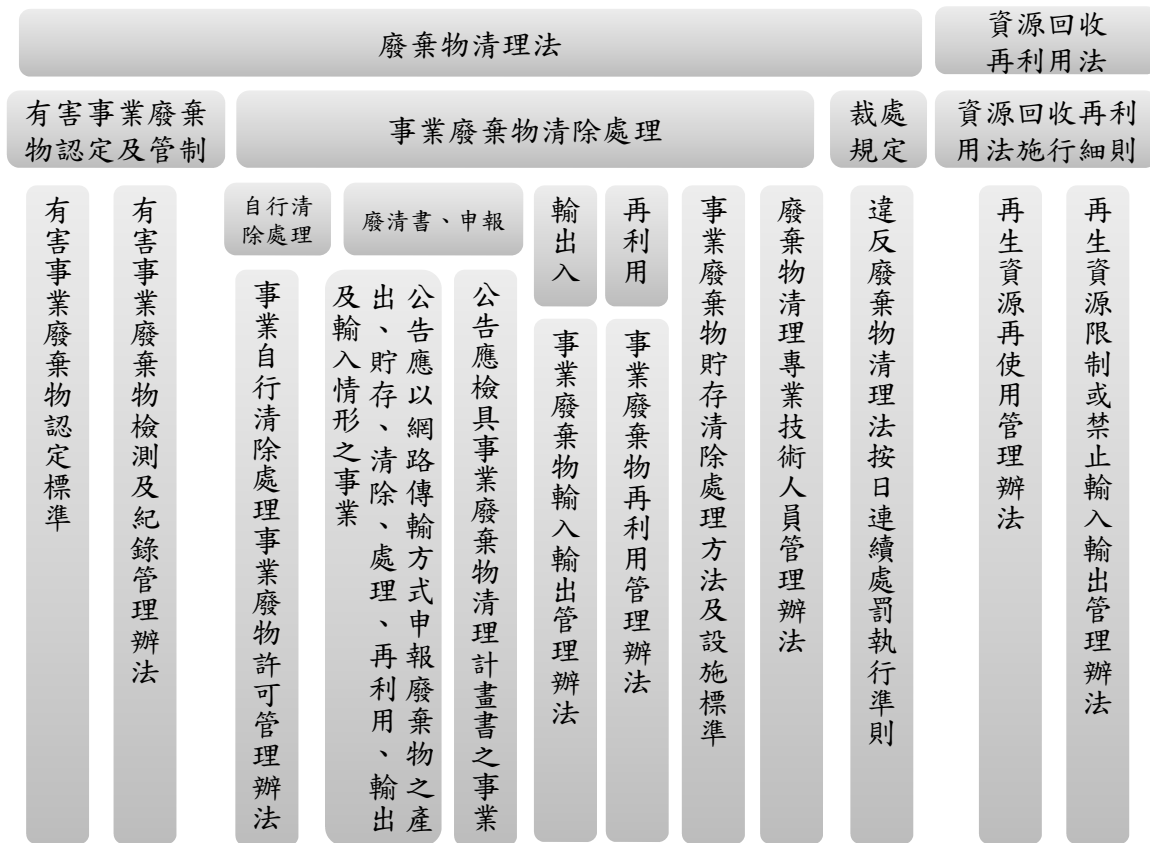 廢棄物清理法
資源回收
再利用法
有害事業廢棄
物認定及管制
事業廢棄物清除處理
裁處
規定
資源回收再利
用法施行細則
有害事業廢棄物認定標準
有害事業廢棄物檢測及紀錄管理辦法
自行清
除處理
事業自行清除處理事業廢物許可管理辦法
廢清書、申報
公告應以網路傳輸方式申報廢棄物之產
出、貯存、清除、處理、再利用、輸出
及輸入情形之事業
公告應檢具事業廢棄物清理計畫書之事業
輸出入
事業廢棄物輸入輸出管理辦法
再利用
事業廢棄物再利用管理辦法
事業廢棄物貯存清除處理方法及設施標準
廢棄物清理專業技術人員管理辦法
違反廢棄物清理法按日連續處罰執行準則
再生資源再使用管理辦法
再生資源限制或禁止輸入輸出管理辦法